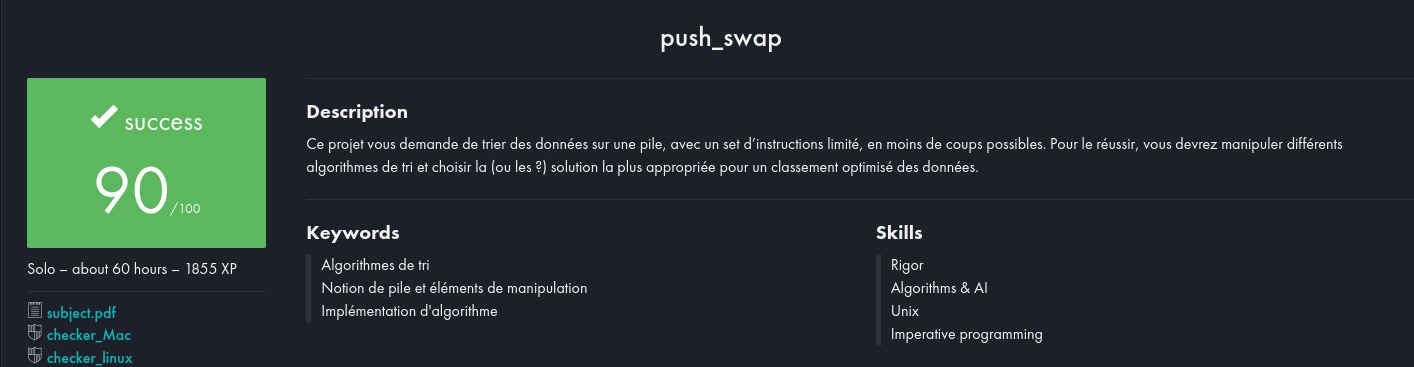 push_swap
success
90/100
Solo – about 60 hours – 1855 XP
subject.pdf
checker_Mac
checker_linux
Description
Ce projet vous demande de trier des données sur une pile, avec un set d’instructions limité, en moins de coups possibles. Pour le réussir, vous devrez manipuler différents
algorithmes de tri et choisir la (ou les ?) solution la plus appropriée pour un classement optimisé des données.
Keywords
Algorithmes de tri
Notion de pile et éléments de manipulation
Implémentation d'algorithme
Skills
Rigor
Algorithms & AI
Unix
Imperative programming